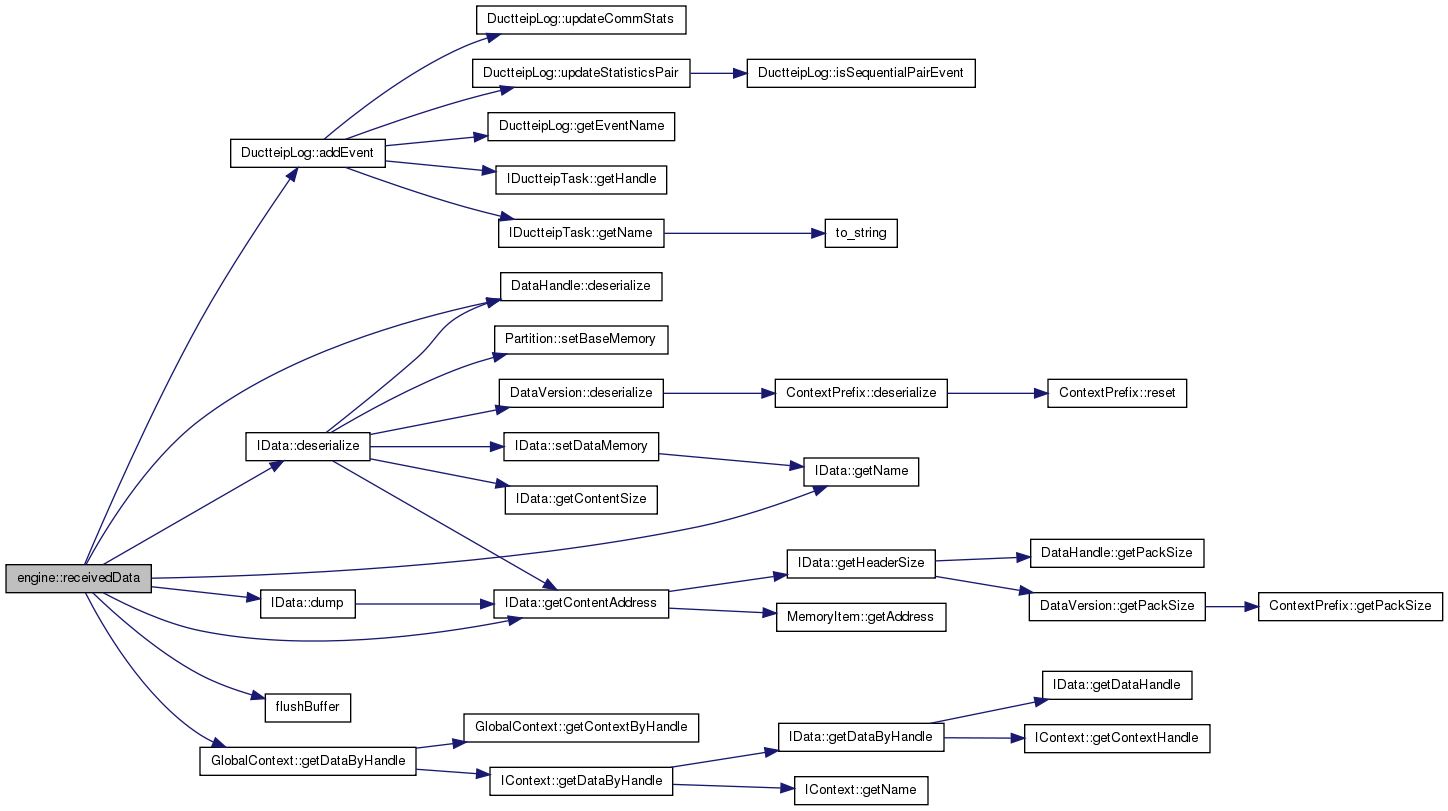 DuctteipLog::updateCommStats
DuctteipLog::updateStatisticsPair
DuctteipLog::isSequentialPairEvent
DuctteipLog::getEventName
DuctteipLog::addEvent
IDuctteipTask::getHandle
IDuctteipTask::getName
to_string
DataHandle::deserialize
Partition::setBaseMemory
DataVersion::deserialize
ContextPrefix::deserialize
ContextPrefix::reset
IData::deserialize
IData::setDataMemory
IData::getName
IData::getContentSize
DataHandle::getPackSize
IData::getHeaderSize
engine::receivedData
IData::dump
IData::getContentAddress
DataVersion::getPackSize
ContextPrefix::getPackSize
MemoryItem::getAddress
IData::getDataHandle
flushBuffer
GlobalContext::getContextByHandle
IData::getDataByHandle
IContext::getContextHandle
GlobalContext::getDataByHandle
IContext::getDataByHandle
IContext::getName